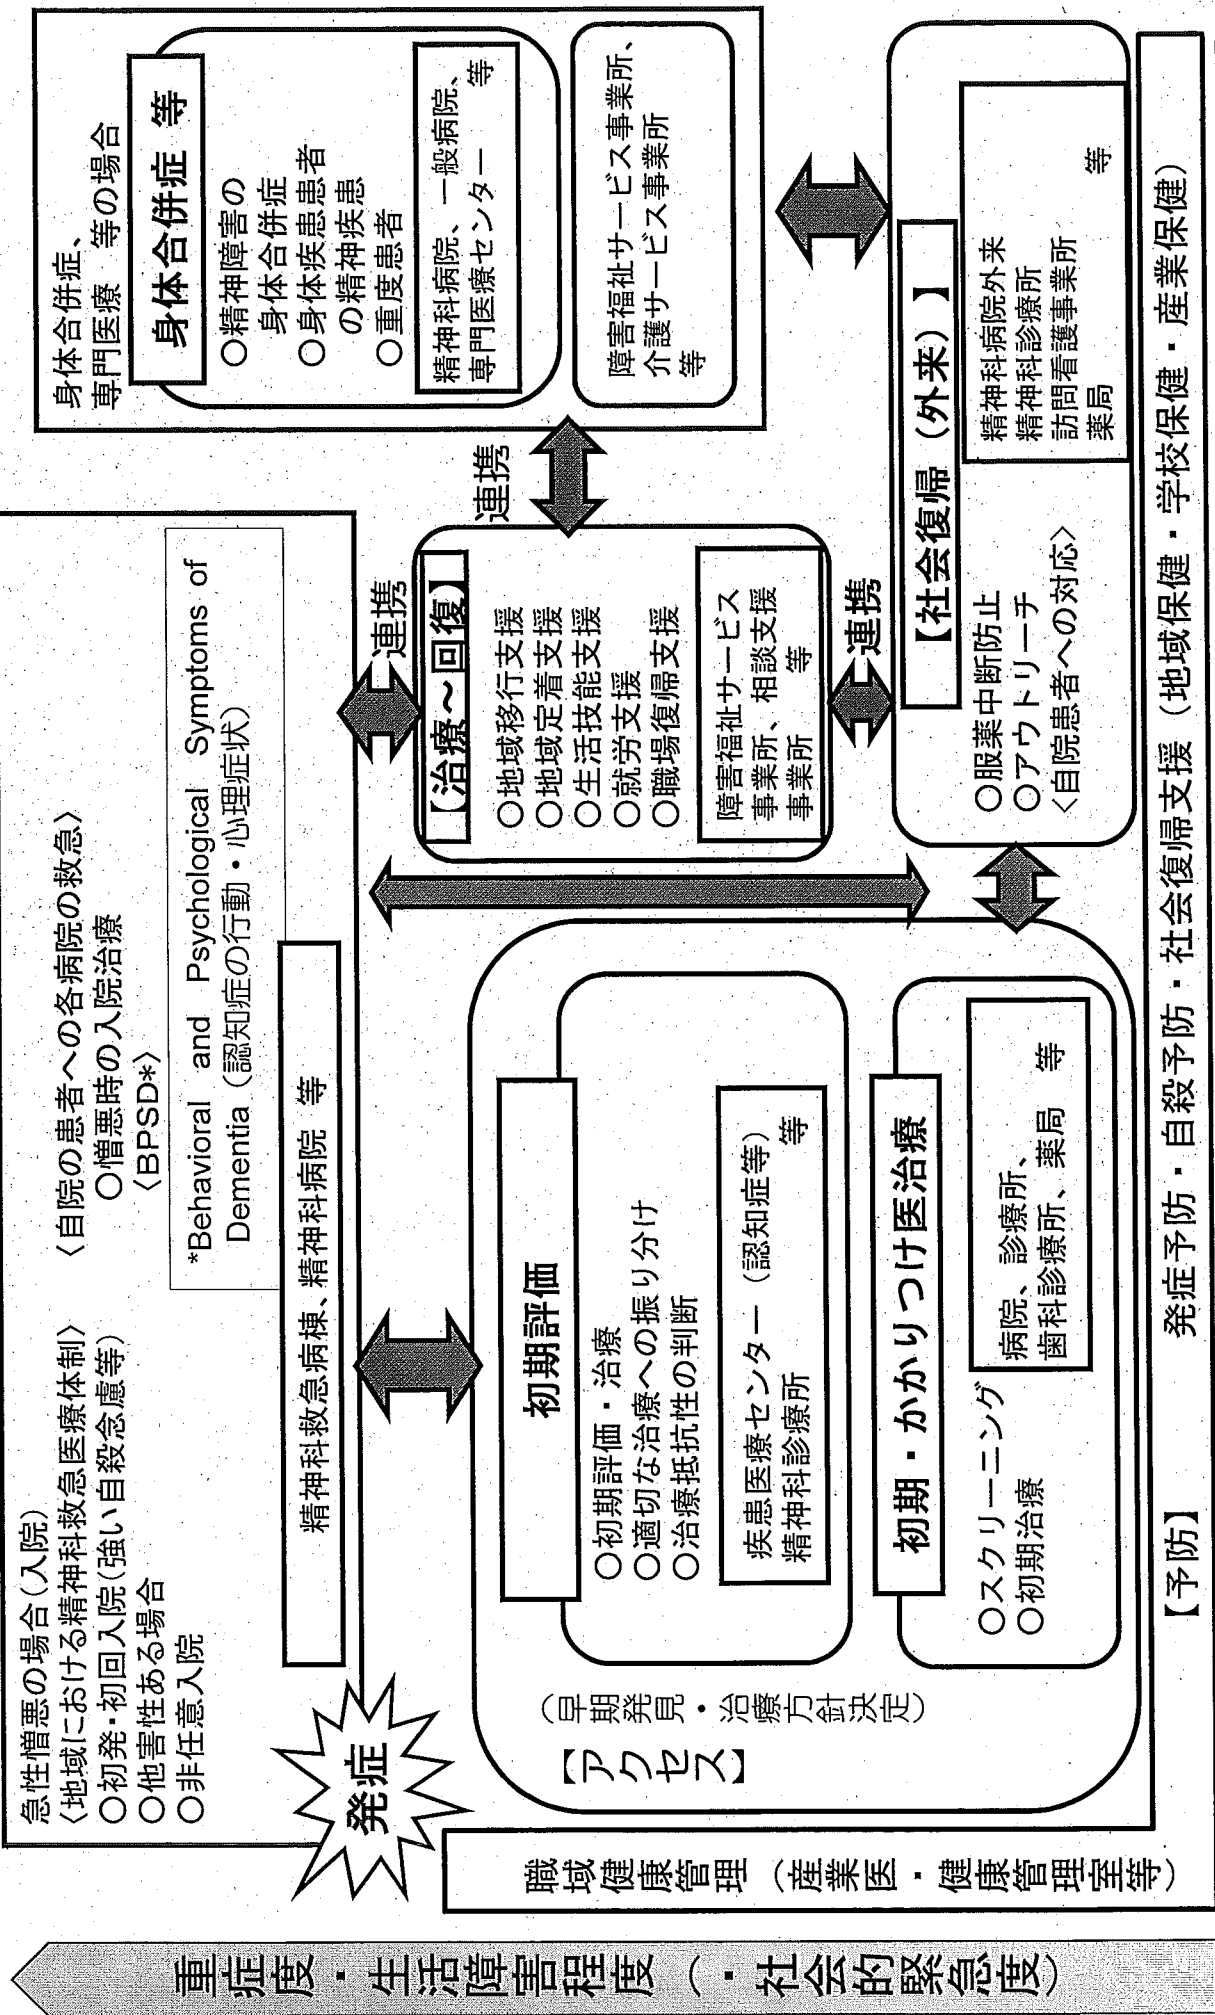 重症度・生活障害程度（・社会的緊急度）
急性憎悪の場合(入院)
〈地域における精神科救急医療体制〉
○初発・初回入院(強い自殺念慮等)
○他害性ある場合
○非任意入院
〈自院の患者への各病院の救急〉
○憎悪時の入院治療
〈BPSD*〉
*Behavioral and Psychological Symptoms of
Dementia（認知症の行動・心理症状）
精神科救急病棟、精神科病院 等
発症
職域健康管理（産業医・健康管理室等）
【アクセス】
（早期発見・治療方針決定）
初期評価
○初期評価・治療
○適切な治療への振り分け
○治療抵抗性の判断
疾患医療センター（認知症等）
精神科診療所 等
初期・かかりつけ医治療
○スクリーニング
○初期治療
病院、診療所、
歯科診療所、薬局 等
連携
【治療～回復】
○地域移行支援
○地域定着支援
○生活技能支援
○就労支援
○職場復帰支援
障害福祉サービス
事業所、相談支援
事業所 等
連携
連携
身体合併症、
専門医療 等の場合
身体合併症 等
○精神障害の
身体合併症
○身体疾患患者
の精神疾患
○重度患者
精神科病院、一般病院、
専門医療センター 等
障害福祉サービス事業所、
介護サービス事業所
等
【社会復帰（外来）】
○服薬中断防止
○アウトリーチ
〈自院患者への対応〉
精神科病院外来
精神科診療所
訪問看護事業所
薬局 等
【予防】 発症予防・自殺予防・社会復帰支援（地域保健・学校保健・産業保健）